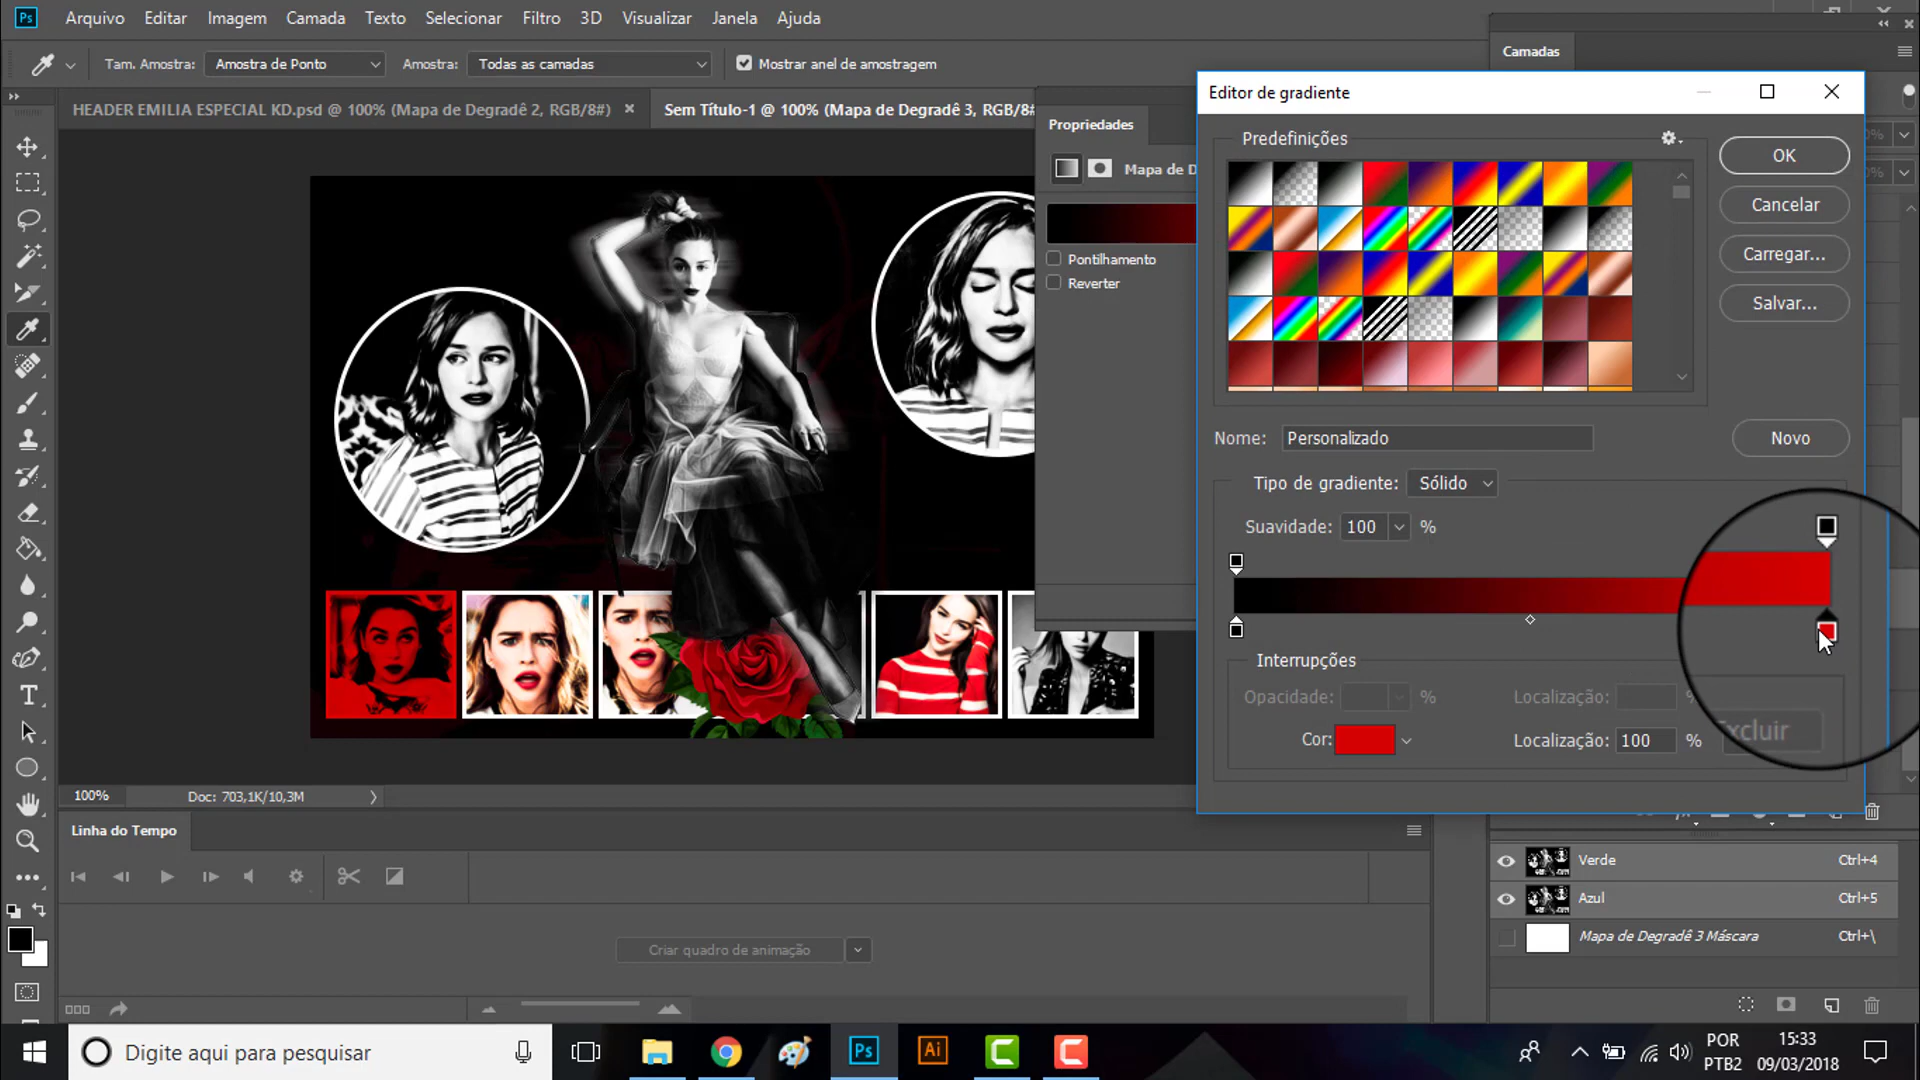 Ps Arquivo Editar Imagem Camada Texto Selecionar Filtro 3D Visualizar Janela Ajuda
Tam. Amostra: Amostra de Ponto Amostra: Todas as camadas Mostrar anel de amostragem
Camadas
HEADER EMILIA ESPECIAL KD.psd @ 100% (Mapa de Degradê 2, RGB/8#) Sem Título-1 @ 100% (Mapa de Degradê 3, RGB/8#
Propriedades
Mapa de D
Pontilhamento
Reverter
Editor de gradiente
Predefinições
OK
Cancelar
Carregar...
Salvar...
Nome: Personalizado
Novo
Tipo de gradiente: Sólido
Suavidade: 100 %
Interrupções
Opacidade: % Localização:
Cor: Localização: 100 %
Excluir
100% Doc: 703,1K/10,3M
Linha do Tempo
Criar quadro de animação
Verde Ctrl+4
Azul Ctrl+5
Mapa de Degradê 3 Máscara Ctrl+\
Digite aqui para pesquisar
Ps
Ai
POR
PTB2
15:33
09/03/2018